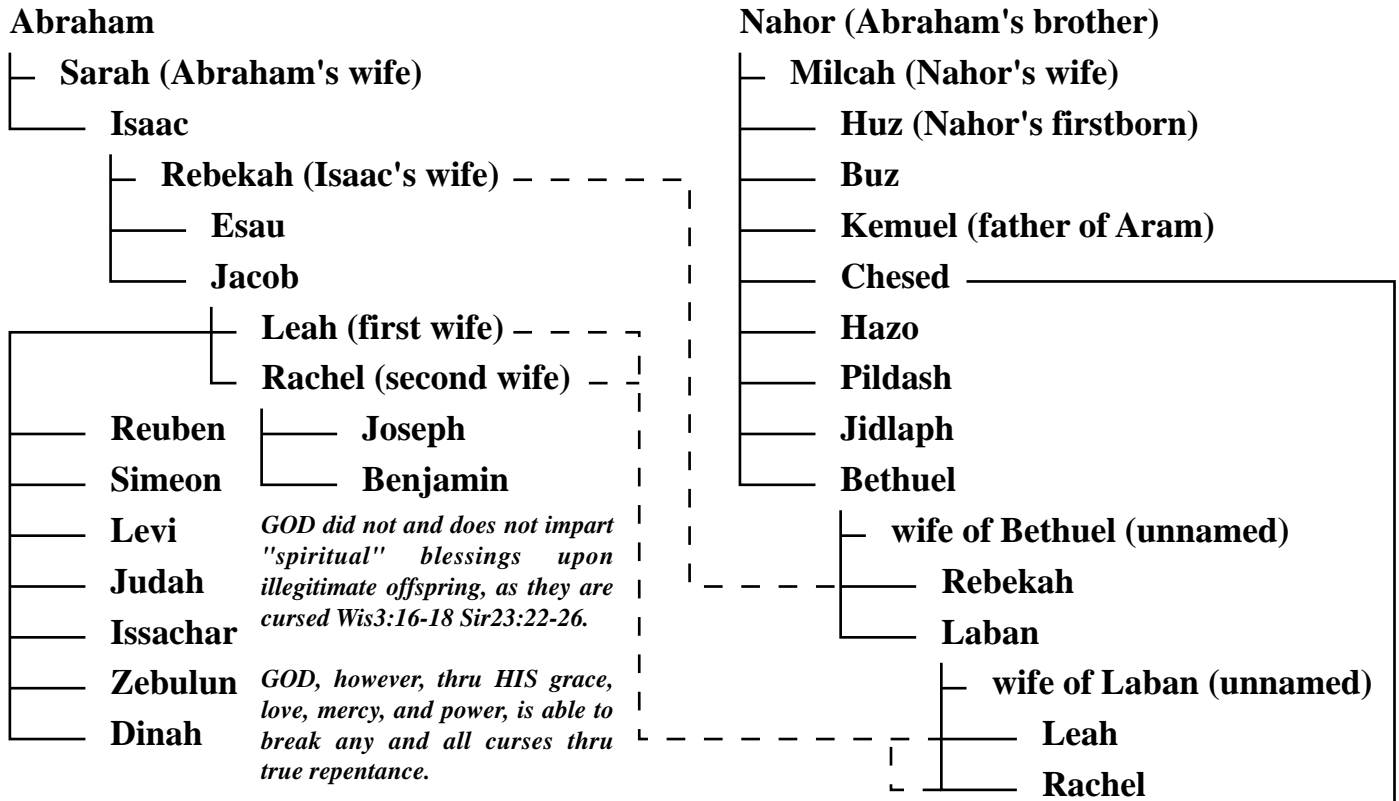 Abraham
Sarah (Abraham's wife)
Isaac
Rebekah (Isaac's wife)
Esau
Jacob
Leah (first wife)
Rachel (second wife)
Reuben
Simeon
Levi
Judah
Issachar
Zebulun
Dinah
Joseph
Benjamin
GOD did not and does not impart
"spiritual" blessings upon
illegitimate offspring, as they are
cursed Wis3:16-18 Sir23:22-26.
GOD, however, thru HIS grace,
love, mercy, and power, is able to
break any and all curses thru
true repentance.
Nahor (Abraham's brother)
Milcah (Nahor's wife)
Huz (Nahor's firstborn)
Buz
Kemuel (father of Aram)
Chesed
Hazo
Pildash
Jidlaph
Bethuel
wife of Bethuel (unnamed)
Rebekah
Laban
wife of Laban (unnamed)
Leah
Rachel